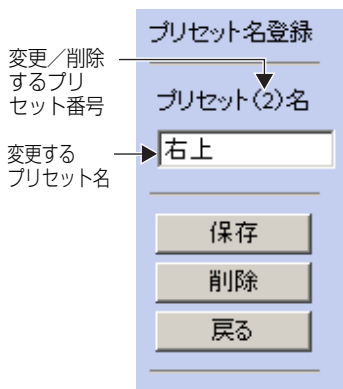 プリセット名登録
変更／削除
するプリ
セット番号
プリセット(2)名
変更する
プリセット名
右上
保存
削除
戻る